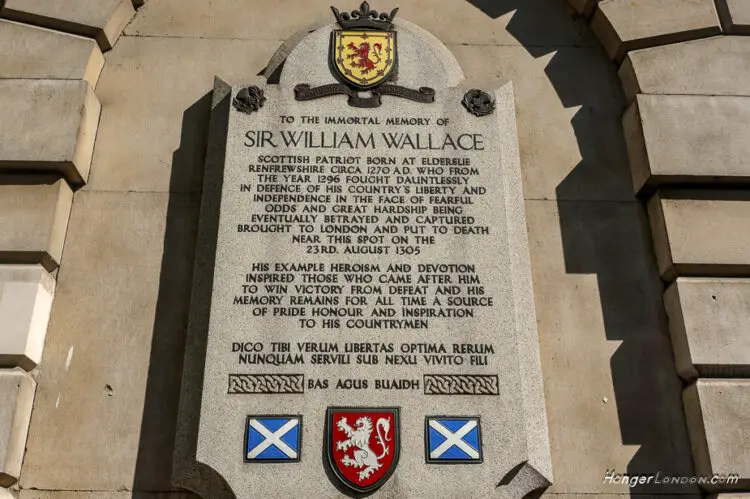 TO THE IMMORTAL MEMORY OF
SIR WILLIAM WALLACE
SCOTTISH PATRIOT BORN AT ELDERSLIE
RENFREWSHIRE CIRCA 1270 A.D. WHO FROM
THE YEAR 1296 FOUGHT DAUNTLESSLY
IN DEFENCE OF HIS COUNTRY'S LIBERTY AND
INDEPENDENCE IN THE FACE OF FEARFUL
ODDS AND GREAT HARDSHIP BEING
EVENTUALLY BETRAYED AND CAPTURED
BROUGHT TO LONDON AND PUT TO DEATH
NEAR THIS SPOT ON THE
23RD. AUGUST 1305
HIS EXAMPLE HEROISM AND DEVOTION
INSPIRED THOSE WHO CAME AFTER HIM
TO WIN VICTORY FROM DEFEAT AND HIS
MEMORY REMAINS FOR ALL TIME A SOURCE
OF PRIDE HONOUR AND INSPIRATION
TO HIS COUNTRYMEN
DICO TIBI VERUM LIBERTAS OPTIMA RERUM
NUNQUAM SERVILI SUB NEXU VIVITO FILI
BAS AGUS BUAIDH
HongerLondon.com